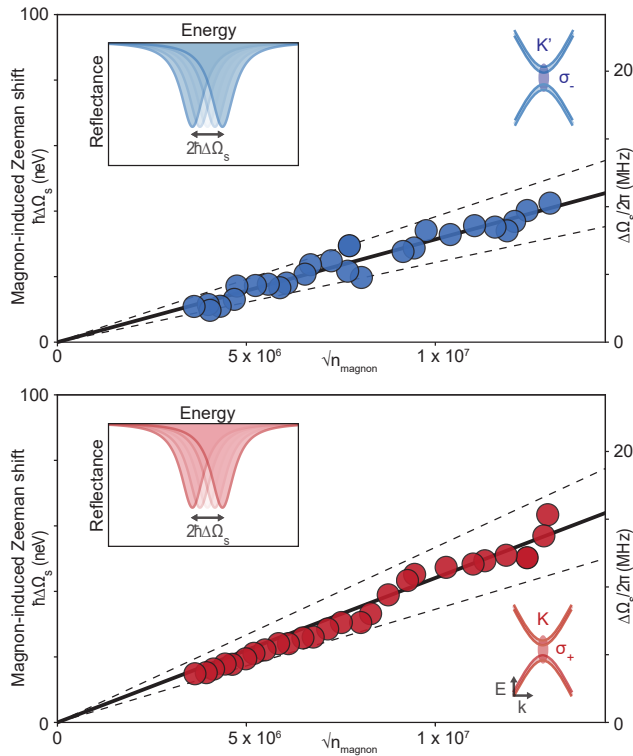 100
Magnon-induced Zeeman shift
ħΔΩₛ (neV)
0
Energy
Reflectance
2ħΔΩₛ
K'
σ₋
20
ΔΩₛ/2π (MHz)
0
0
5 x 10⁶
1 x 10⁷
√n_magnon
100
Magnon-induced Zeeman shift
ħΔΩₛ (neV)
0
Energy
Reflectance
2ħΔΩₛ
20
ΔΩₛ/2π (MHz)
0
K
σ₊
E
k
0
5 x 10⁶
1 x 10⁷
√n_magnon